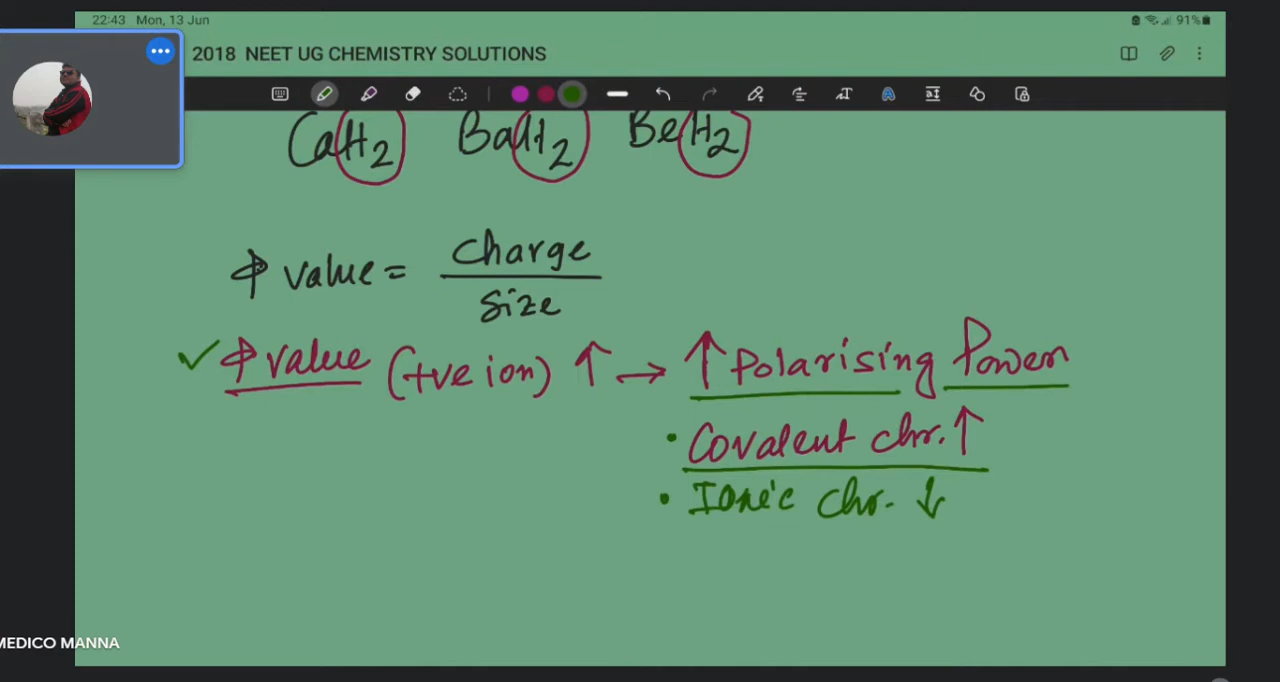 22:43 Mon, 13 Jun
91%
2018 NEET UG CHEMISTRY SOLUTIONS
CaH2 BaH2 BeH2
ϕ value = charge
size
✓ ϕ value (+ve ion) ↑ → ↑ Polarising Power
• Covalent chr. ↑
• Ionic chr. ↓
MEDICO MANNA